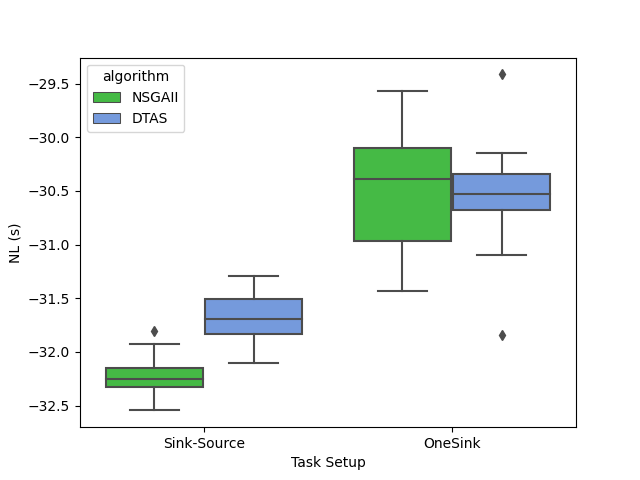 algorithm
NSGAII
DTAS
−29.5
−30.0
−30.5
−31.0
−31.5
−32.0
−32.5
NL (s)
Sink-Source
OneSink
Task Setup